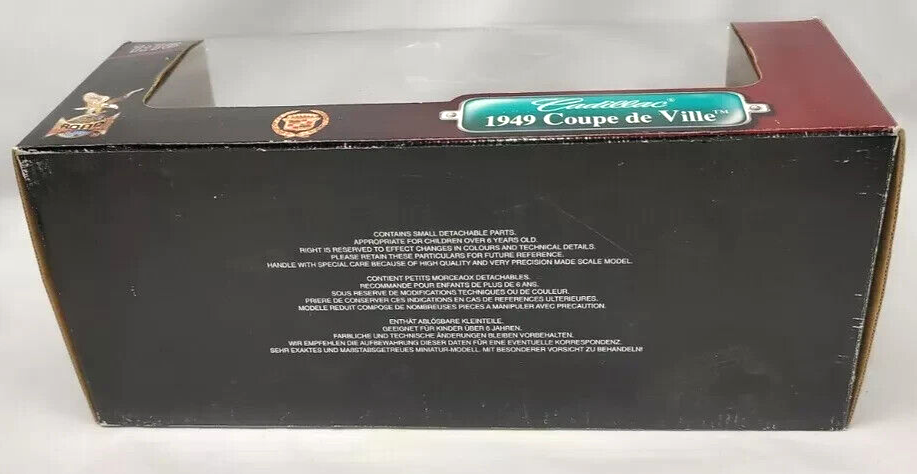 Cadillac®
1949 Coupe de Ville™
CONTAINS SMALL DETACHABLE PARTS.
APPROPRIATE FOR CHILDREN OVER 6 YEARS OLD.
RIGHT IS RESERVED TO EFFECT CHANGES IN COLOURS AND TECHNICAL DETAILS.
PLEASE RETAIN THESE PARTICULARS FOR FUTURE REFERENCE.
HANDLE WITH SPECIAL CARE BECAUSE OF HIGH QUALITY AND VERY PRECISION MADE SCALE MODEL.
CONTIENT PETITS MORCEAUX DETACHABLES.
RECOMMANDE POUR ENFANTS DE PLUS DE 6 ANS.
SOUS RESERVE DE MODIFICATIONS TECHNIQUES OU DE COULEUR.
PRIERE DE CONSERVER CES INDICATIONS EN CAS DE REFERENCES ULTERIEURES.
MODELE REDUIT COMPOSE DE NOMBREUSES PIECES A MANIPULER AVEC PRECAUTION.
ENTHÄT ABLÖSBARE KLEINTEILE.
GEEIGNET FÜR KINDER ÜBER 6 JAHREN.
FARBLICHE UND TECHNISCHE ÄNDERUNGEN BLEIBEN VORBEHALTEN.
WIR EMPFEHLEN DIE AUFBEWAHRUNG DIESER DATEN FÜR EINE EVENTUELLE KORRESPONDENZ.
SEHR EXAKTES UND MAßSTABSGETREUES MINIATUR-MODELL. MIT BESONDERER VORSICHT ZU BEHANDELN!